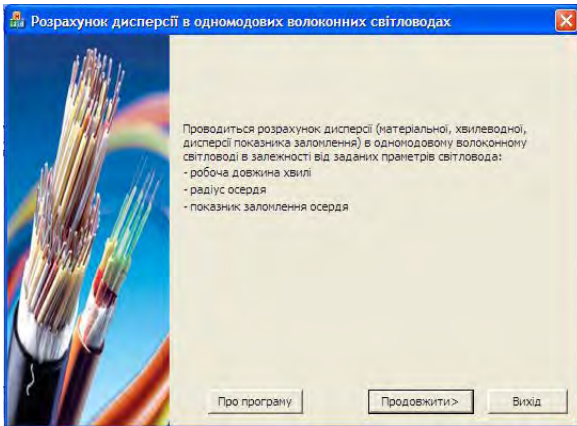 Розрахунок дисперсії в одномодових волоконних світловодах
Проводиться розрахунок дисперсії (матеріальної, хвилеводної,
дисперсії показника заломлення) в одномодовому волоконному
світловоді в залежності від заданих праметрів світловода:
- робоча довжина хвилі
- радіус осердя
- показник заломлення осердя
Про програму
Продовжити>
Вихід